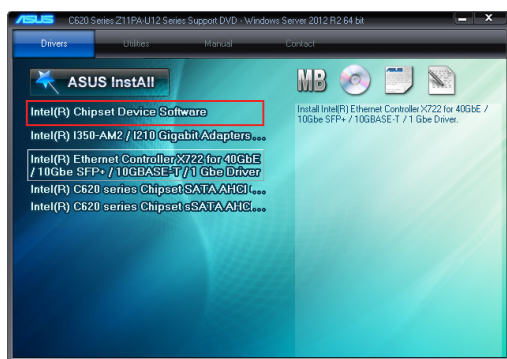 ASUS C620 Series Z11PA-U12 Series Support DVD - Windows Server 2012 R2 64 bit
Drivers Utilities Manual Contact
ASUS InstAll
MB
Intel(R) Chipset Device Software
Intel(R) I350-AM2 / I210 Gigabit Adapters...
Intel(R) Ethernet Controller X722 for 40GbE
/ 10Gbe SFP+ / 10GBASE-T / 1 Gbe Driver
Intel(R) C620 series Chipset SATA AHCI (...
Intel(R) C620 series Chipset sSATA AHC...
Install Intel(R) Ethernet Controller X722 for 40GbE /
10Gbe SFP+ / 10GBASE-T / 1 Gbe Driver.